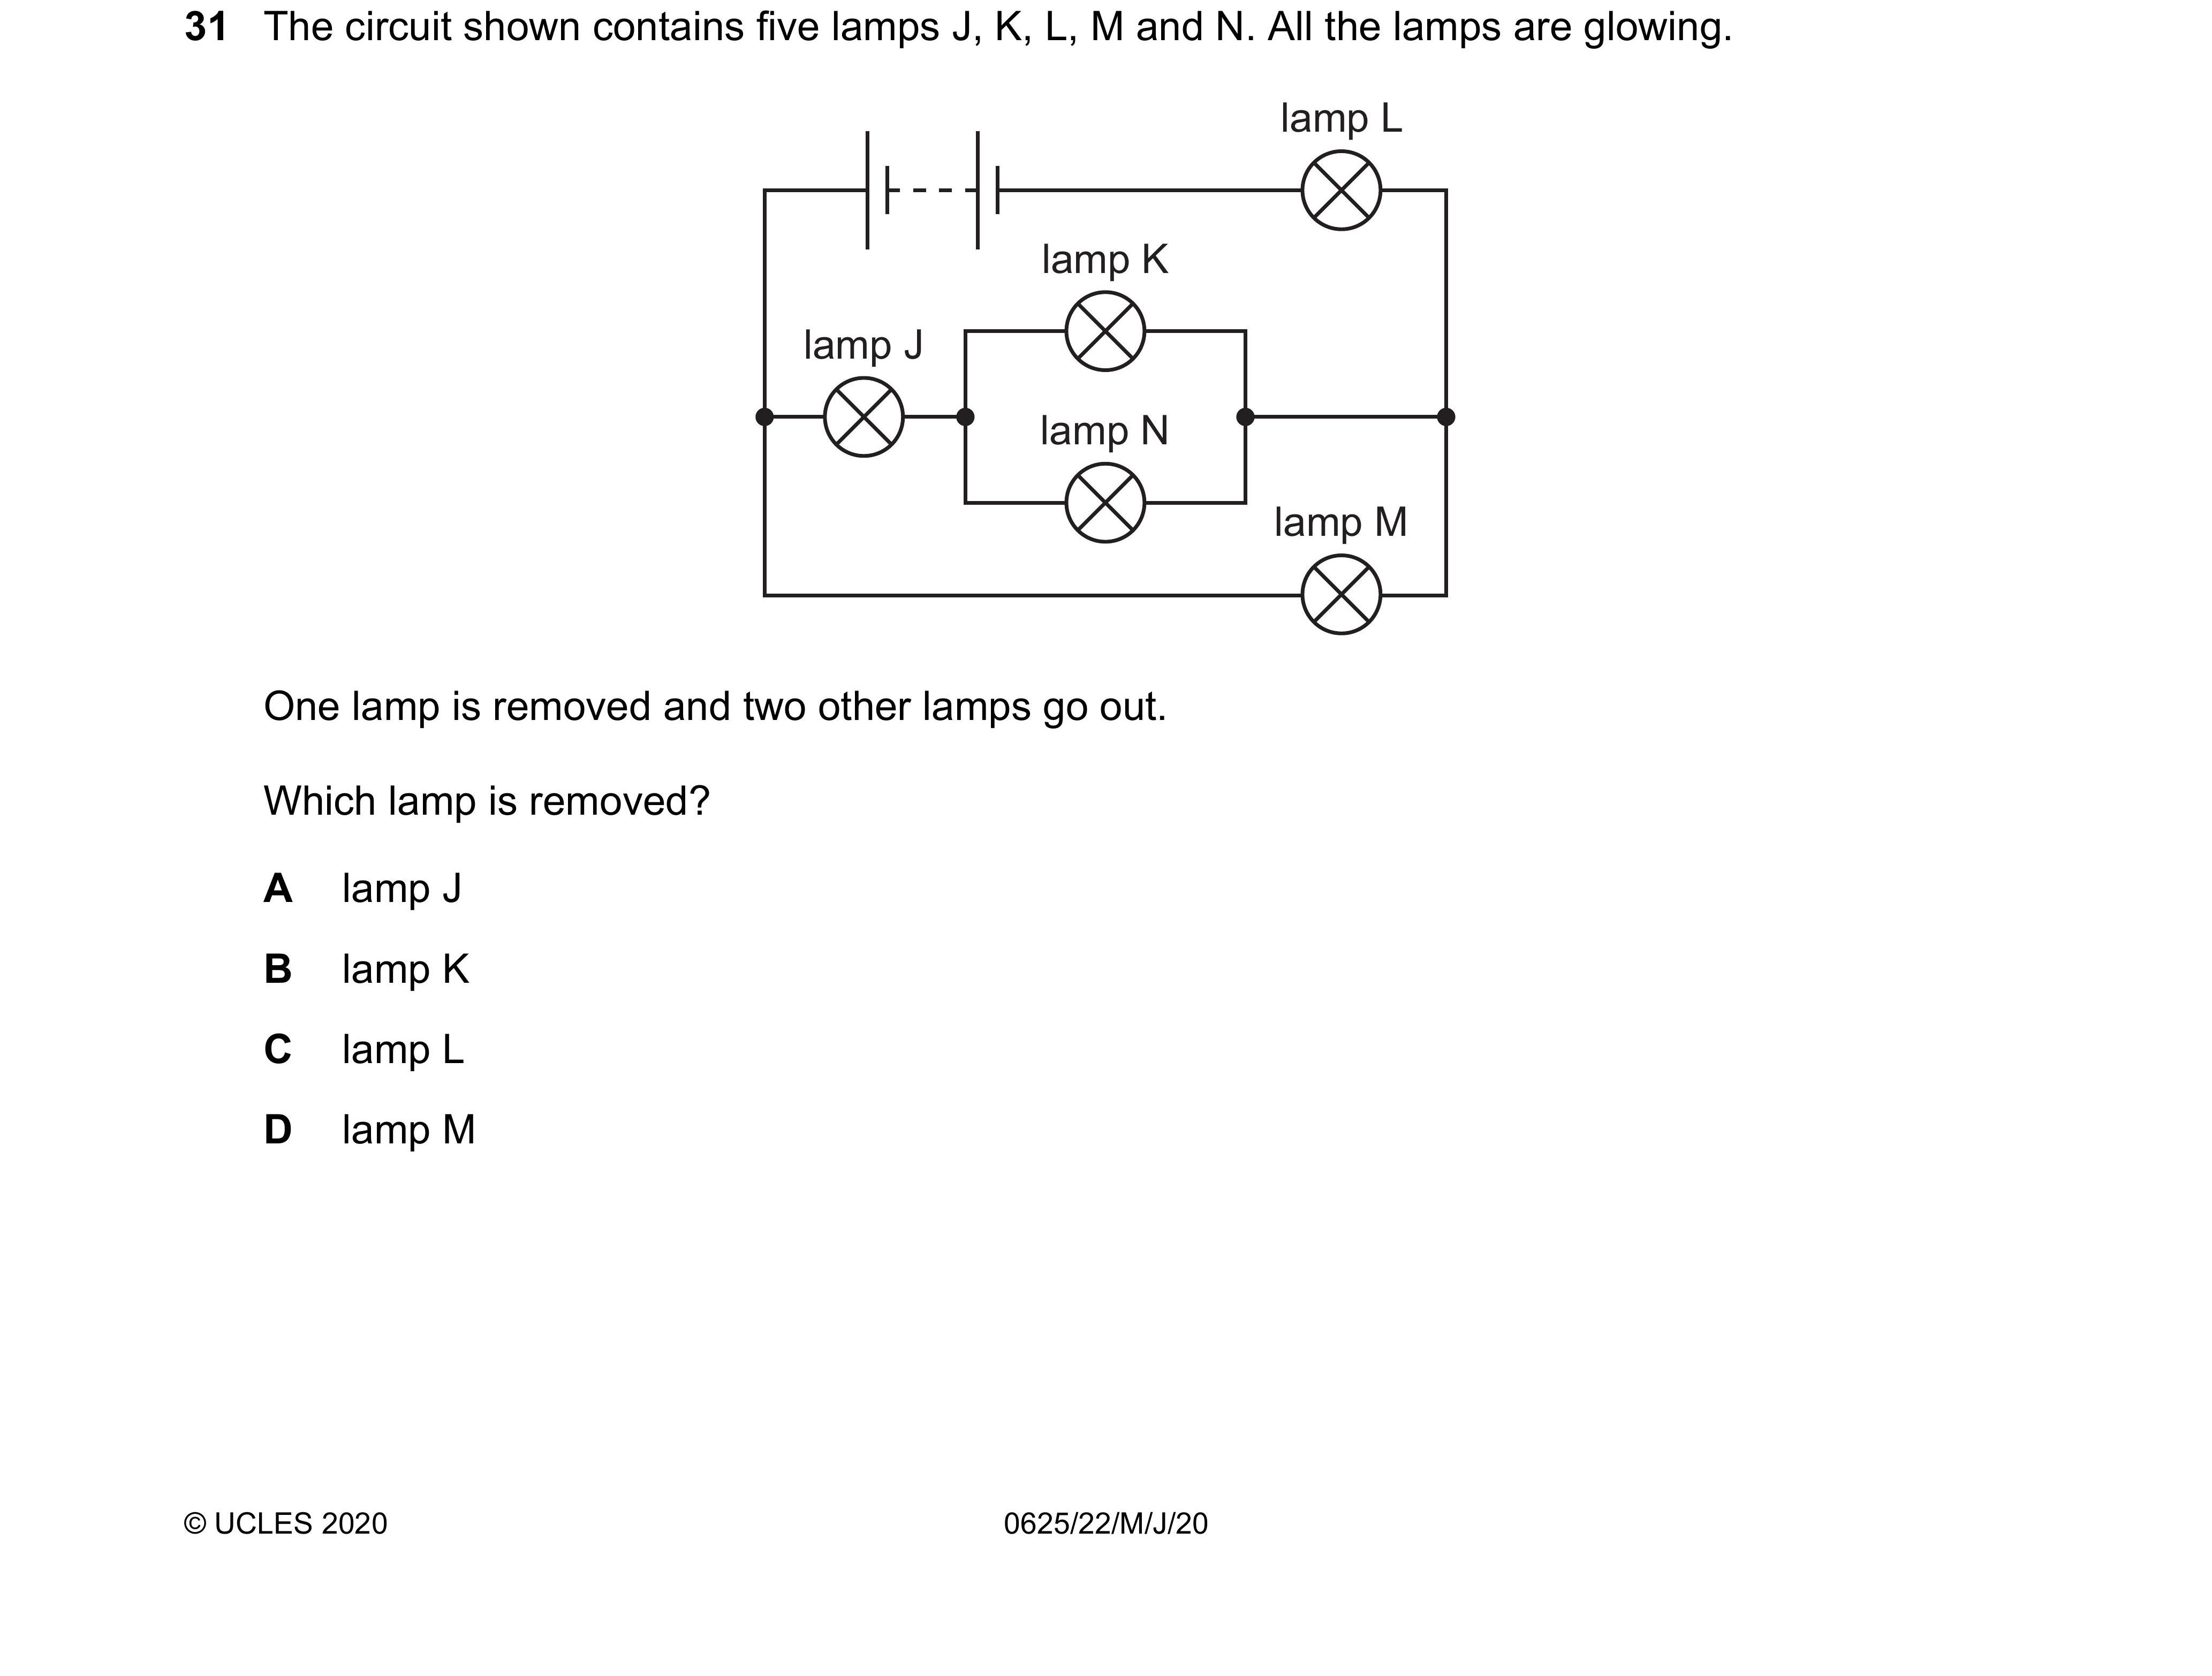 31 The circuit shown contains five lamps J, K, L, M and N. All the lamps are glowing.
lamp L
lamp K
lamp J
lamp N
lamp M
One lamp is removed and two other lamps go out.
Which lamp is removed?
A lamp J
B lamp K
C lamp L
D lamp M
© UCLES 2020 0625/22/M/J/20